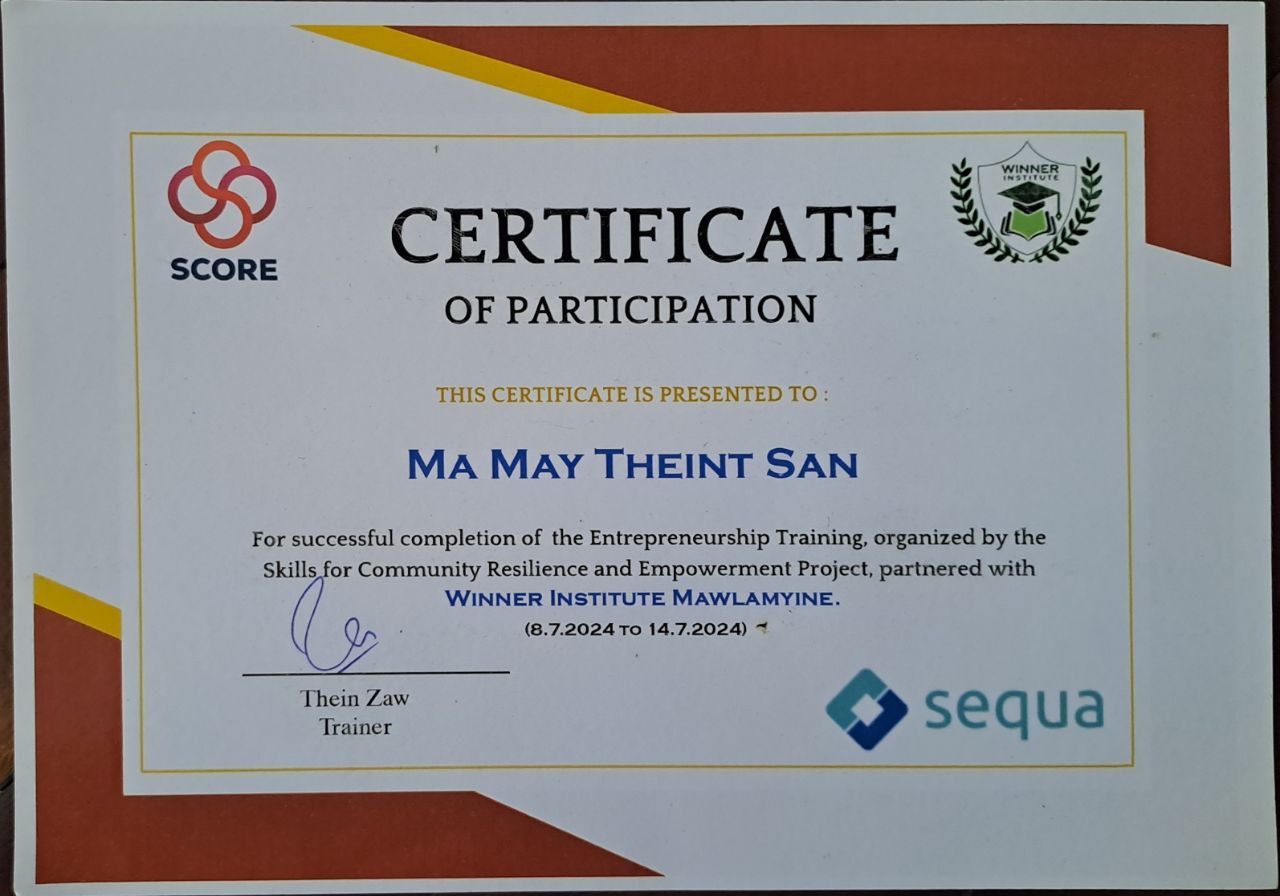 SCORE
WINNER
INSTITUTE
CERTIFICATE
OF PARTICIPATION
THIS CERTIFICATE IS PRESENTED TO :
MA MAY THEINT SAN
For successful completion of the Entrepreneurship Training, organized by the
Skills for Community Resilience and Empowerment Project, partnered with
WINNER INSTITUTE MAWLAMYINE.
(8.7.2024 TO 14.7.2024)
Thein Zaw
Trainer
sequa